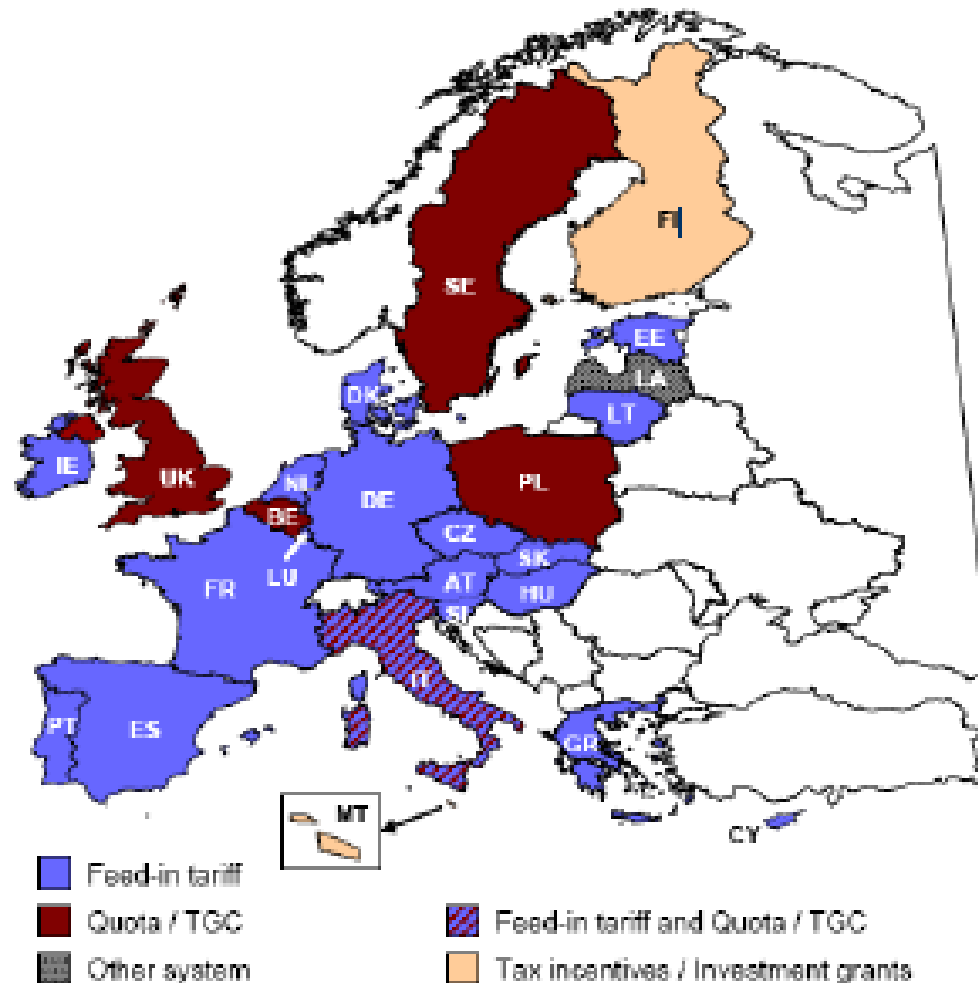 FI
SE
EE
LA
DK
LT
IE
UK
NL
DE
PL
BE
CZ
LU
SK
FR
AT
HU
SI
IT
PT
ES
GR
MT
CY
Feed-in tariff
Quota / TGC
Feed-in tariff and Quota / TGC
Other system
Tax incentives / Investment grants